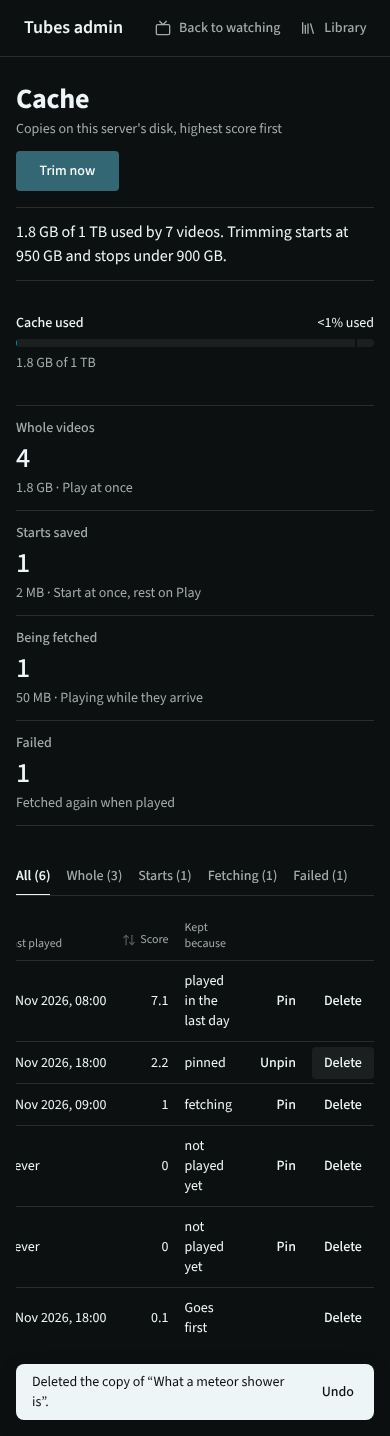 Tubes admin Back to watching Library
Cache
Copies on this server's disk, highest score first
Trim now
1.8 GB of 1 TB used by 7 videos. Trimming starts at
950 GB and stops under 900 GB.
Cache used <1% used
1.8 GB of 1 TB
Whole videos
4
1.8 GB · Play at once
Starts saved
1
2 MB · Start at once, rest on Play
Being fetched
1
50 MB · Playing while they arrive
Failed
1
Fetched again when played
All (6) Whole (3) Starts (1) Fetching (1) Failed (1)
st played Score Kept
because
Nov 2026, 08:00 7.1 played
in the
last day Pin Delete
Nov 2026, 18:00 2.2 pinned Unpin Delete
Nov 2026, 09:00 1 fetching Pin Delete
ever 0 not
played
yet Pin Delete
ever 0 not
played
yet Pin Delete
Nov 2026, 18:00 0.1 Goes
first Delete
Deleted the copy of “What a meteor shower
is”. Undo